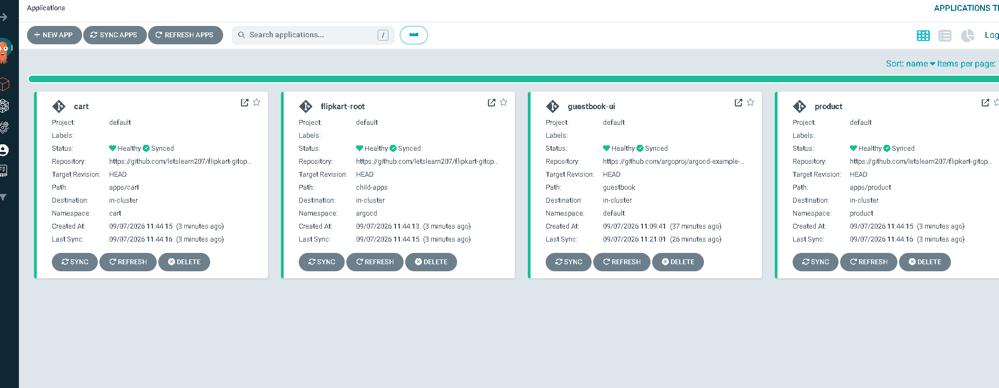 Applications
APPLICATIONS
NEW APP SYNC APPS REFRESH APPS Search applications... / Log
Sort: name Items per page:
cart
Project: default
Labels:
Status: Healthy Synced
Repository: https://github.com/letslearn207/flipkart-gitop...
Target Revision: HEAD
Path: apps/cart
Destination: in-cluster
Namespace: cart
Created At: 09/07/2026 11:44:15 (3 minutes ago)
Last Sync: 09/07/2026 11:44:16 (3 minutes ago)
SYNC REFRESH DELETE
flipkart-root
Project: default
Labels:
Status: Healthy Synced
Repository: https://github.com/letslearn207/flipkart-gitop...
Target Revision: HEAD
Path: child-apps
Destination: in-cluster
Namespace: argocd
Created At: 09/07/2026 11:44:13 (3 minutes ago)
Last Sync: 09/07/2026 11:44:15 (3 minutes ago)
SYNC REFRESH DELETE
guestbook-ui
Project: default
Labels:
Status: Healthy Synced
Repository: https://github.com/argoproj/argocd-example-...
Target Revision: HEAD
Path: guestbook
Destination: in-cluster
Namespace: default
Created At: 09/07/2026 11:09:41 (37 minutes ago)
Last Sync: 09/07/2026 11:21:01 (26 minutes ago)
SYNC REFRESH DELETE
product
Project: default
Labels:
Status: Healthy Synced
Repository: https://github.com/letslearn207/flipkart-gitop...
Target Revision: HEAD
Path: apps/product
Destination: in-cluster
Namespace: product
Created At: 09/07/2026 11:44:15 (3 minutes ago)
Last Sync: 09/07/2026 11:44:16 (3 minutes ago)
SYNC REFRESH DELETE